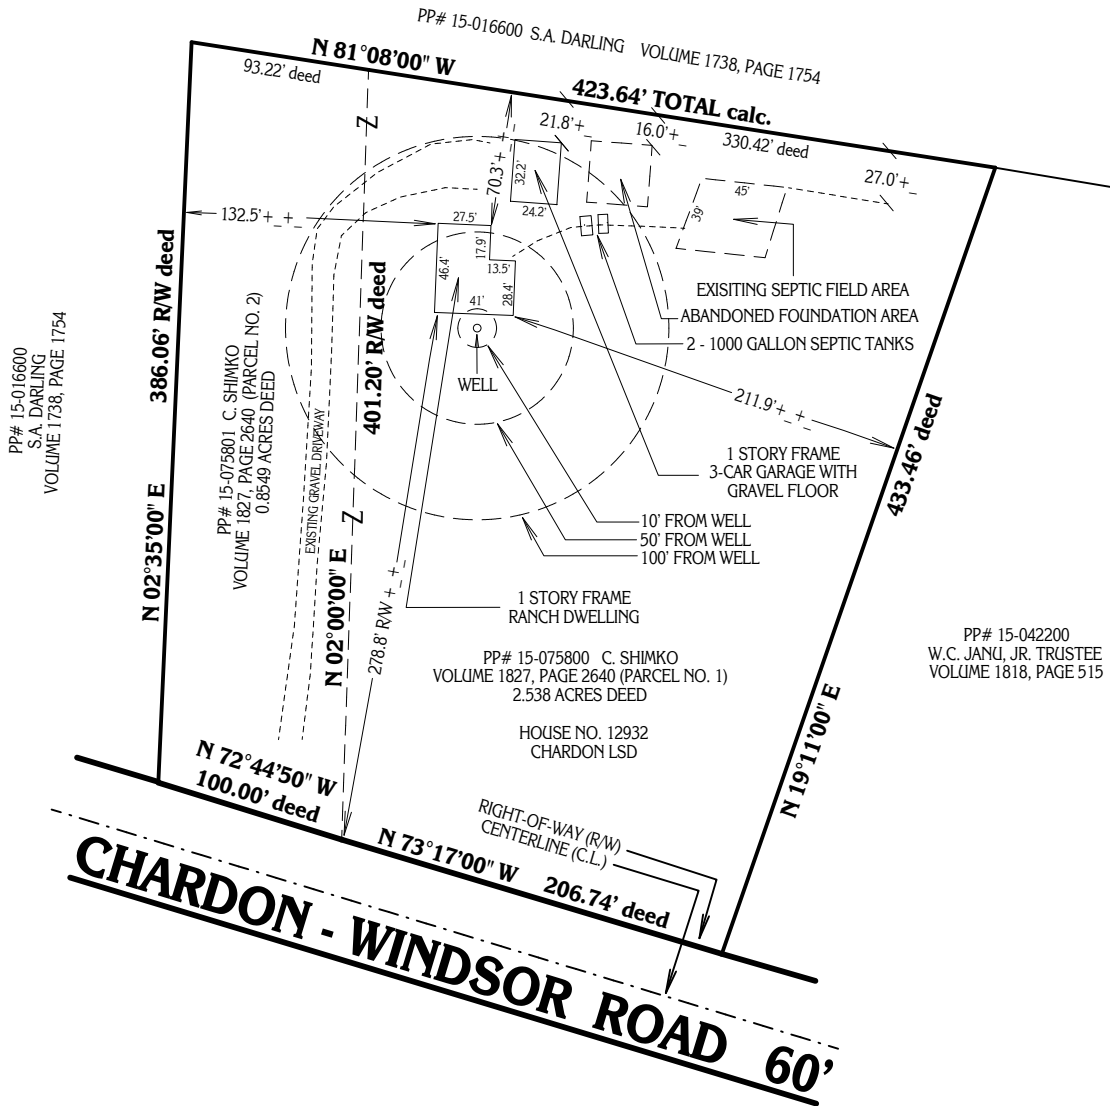 PP# 15-016600 S.A. DARLING VOLUME 1738, PAGE 1754
N 81°08'00" W
423.64' TOTAL calc.
93.22' deed
330.42' deed
21.8'+_
16.0'+_
27.0'+_
Z
70.3'+_+_
32.2'
24.2'
45'
39'
132.5'+_+_
27.5'
17.9'
46.4'
13.5'
28.4'
41'
WELL
EXISITING SEPTIC FIELD AREA
ABANDONED FOUNDATION AREA
2 - 1000 GALLON SEPTIC TANKS
211.9'+_+_
1 STORY FRAME
3-CAR GARAGE WITH
GRAVEL FLOOR
10' FROM WELL
50' FROM WELL
100' FROM WELL
1 STORY FRAME
RANCH DWELLING
PP# 15-016600
S.A. DARLING
VOLUME 1738, PAGE 1754
386.06' R/W deed
N 02°35'00" E
PP# 15-075801 C. SHIMKO
VOLUME 1827, PAGE 2640 (PARCEL NO. 2)
0.8549 ACRES DEED
EXISTING GRAVEL DRIVEWAY
401.20' R/W deed
Z
N 02°00'00" E
278.8' R/W +_+_
PP# 15-075800 C. SHIMKO
VOLUME 1827, PAGE 2640 (PARCEL NO. 1)
2.538 ACRES DEED
HOUSE NO. 12932
CHARDON LSD
433.46' deed
N 19°11'00" E
PP# 15-042200
W.C. JANU, JR. TRUSTEE
VOLUME 1818, PAGE 515
N 72°44'50" W
100.00' deed
N 73°17'00" W 206.74' deed
RIGHT-OF-WAY (R/W)
CENTERLINE (C.L.)
CHARDON - WINDSOR ROAD 60'